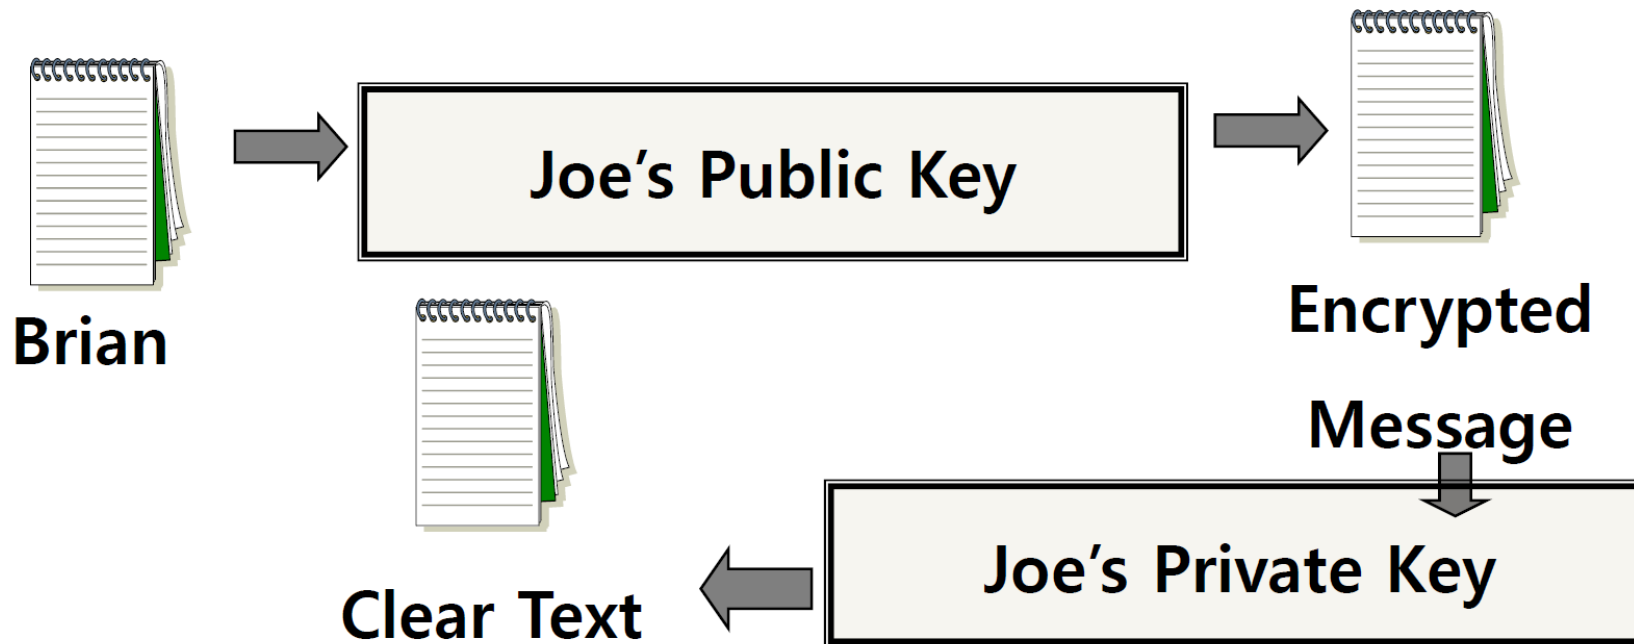 Joe's Public Key
Brian
Encrypted
Message
Joe's Private Key
Clear Text